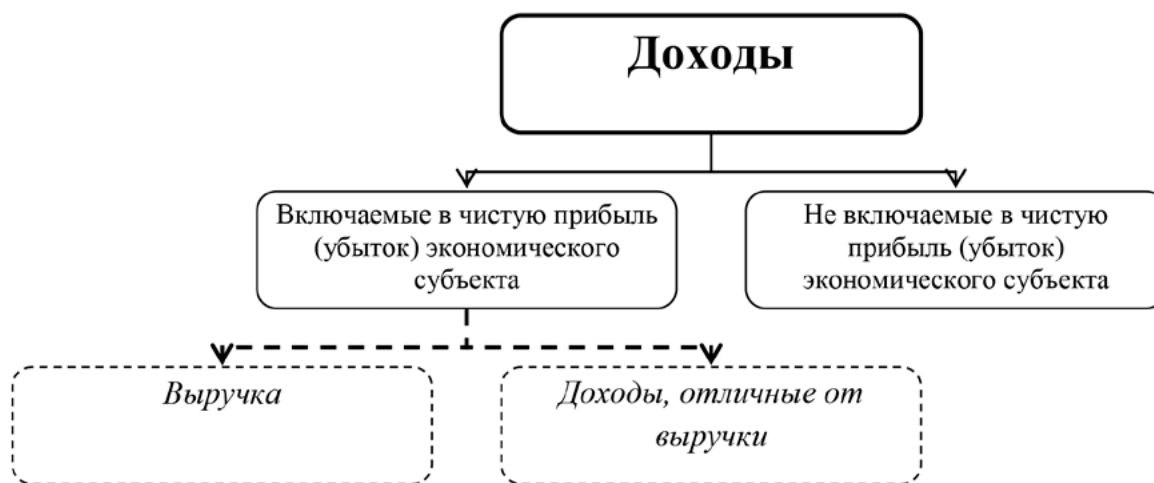 Доходы
Включаемые в чистую прибыль
(убыток) экономического
субъекта
Не включаемые в чистую
прибыль (убыток)
экономического субъекта
Выручка
Доходы, отличные от
выручки